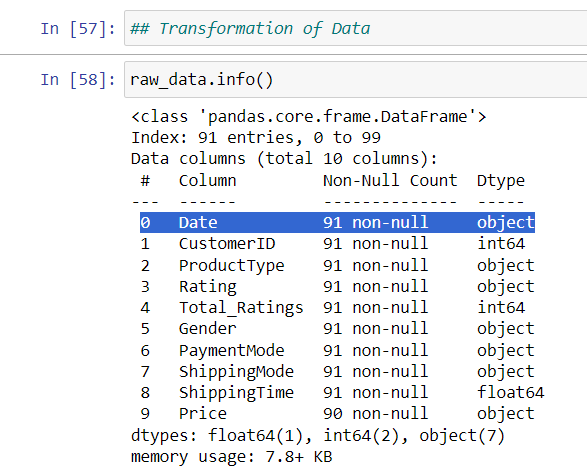 In [57]: ## Transformation of Data
In [58]: raw_data.info()
<class 'pandas.core.frame.DataFrame'>
Index: 91 entries, 0 to 99
Data columns (total 10 columns):
 #   Column         Non-Null Count  Dtype
---  ------         --------------  -----
 0   Date           91 non-null     object
 1   CustomerID     91 non-null     int64
 2   ProductType    91 non-null     object
 3   Rating         91 non-null     object
 4   Total_Ratings  91 non-null     int64
 5   Gender         91 non-null     object
 6   PaymentMode    91 non-null     object
 7   ShippingMode   91 non-null     object
 8   ShippingTime   91 non-null     float64
 9   Price          90 non-null     object
dtypes: float64(1), int64(2), object(7)
memory usage: 7.8+ KB